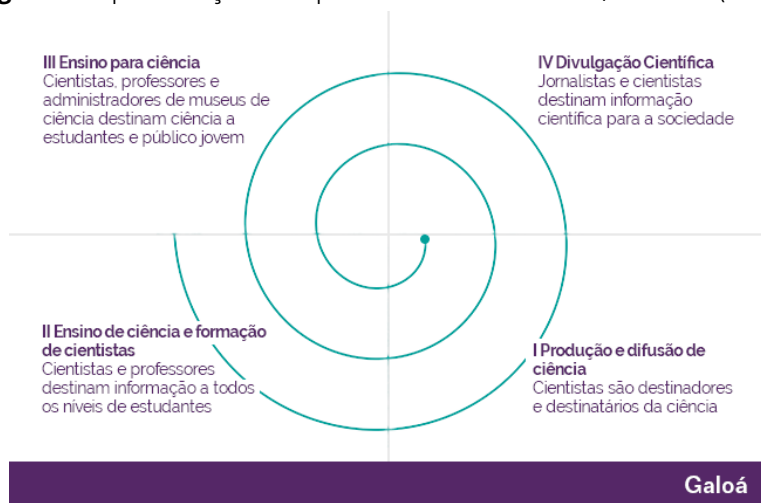 III Ensino para ciência
Cientistas, professores e
administradores de museus de
ciência destinam ciência a
estudantes e público jovem
IV Divulgação Científica
Jornalistas e cientistas
destinam informação
científica para a sociedade
II Ensino de ciência e formação
de cientistas
Cientistas e professores
destinam informação a todos
os níveis de estudantes
I Produção e difusão de
ciência
Cientistas são destinadores
e destinatários da ciência
Galoá